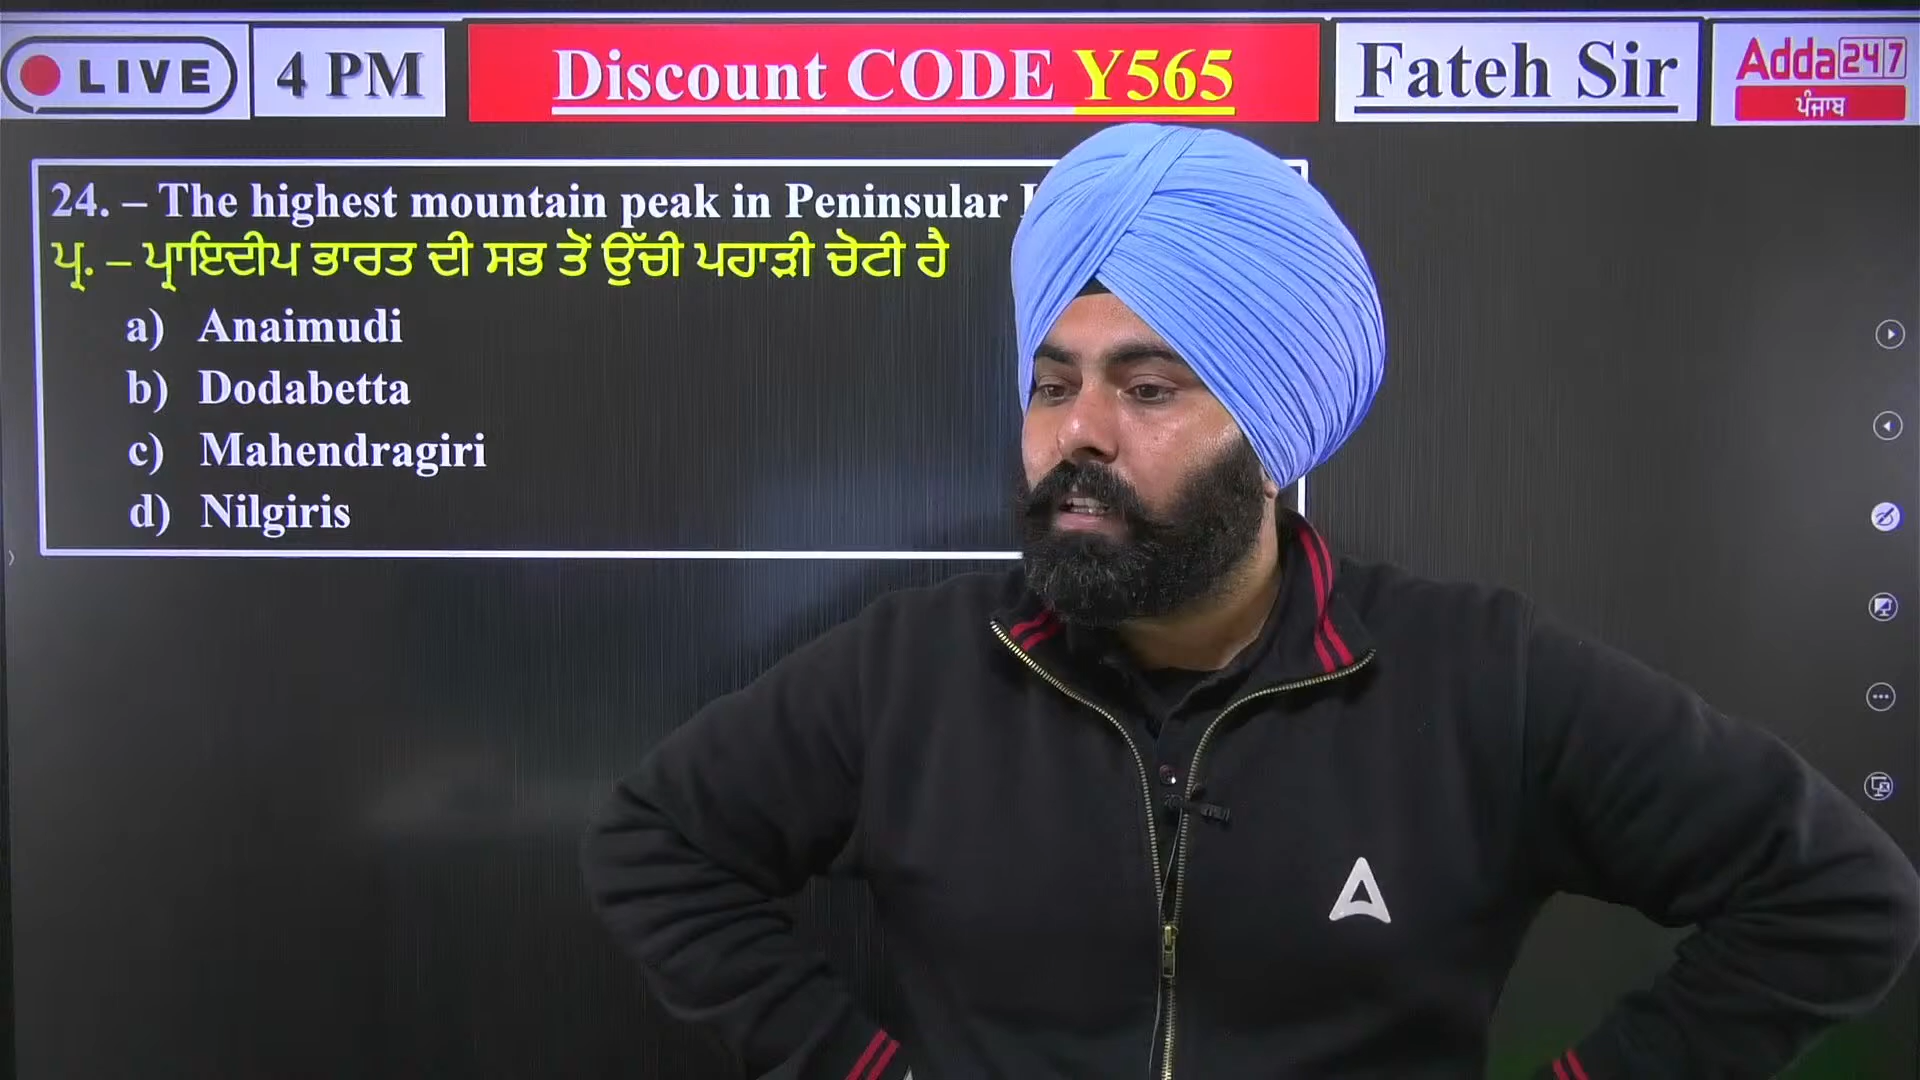 LIVE
4 PM
Discount CODE Y565
Fateh Sir
Adda247
ਪੰਜਾਬ
24. – The highest mountain peak in Peninsular
ਪ੍ਰ. – ਪ੍ਰਾਇਦੀਪ ਭਾਰਤ ਦੀ ਸਭ ਤੋਂ ਉੱਚੀ ਪਹਾੜੀ ਚੋਟੀ ਹੈ
a) Anaimudi
b) Dodabetta
c) Mahendragiri
d) Nilgiris